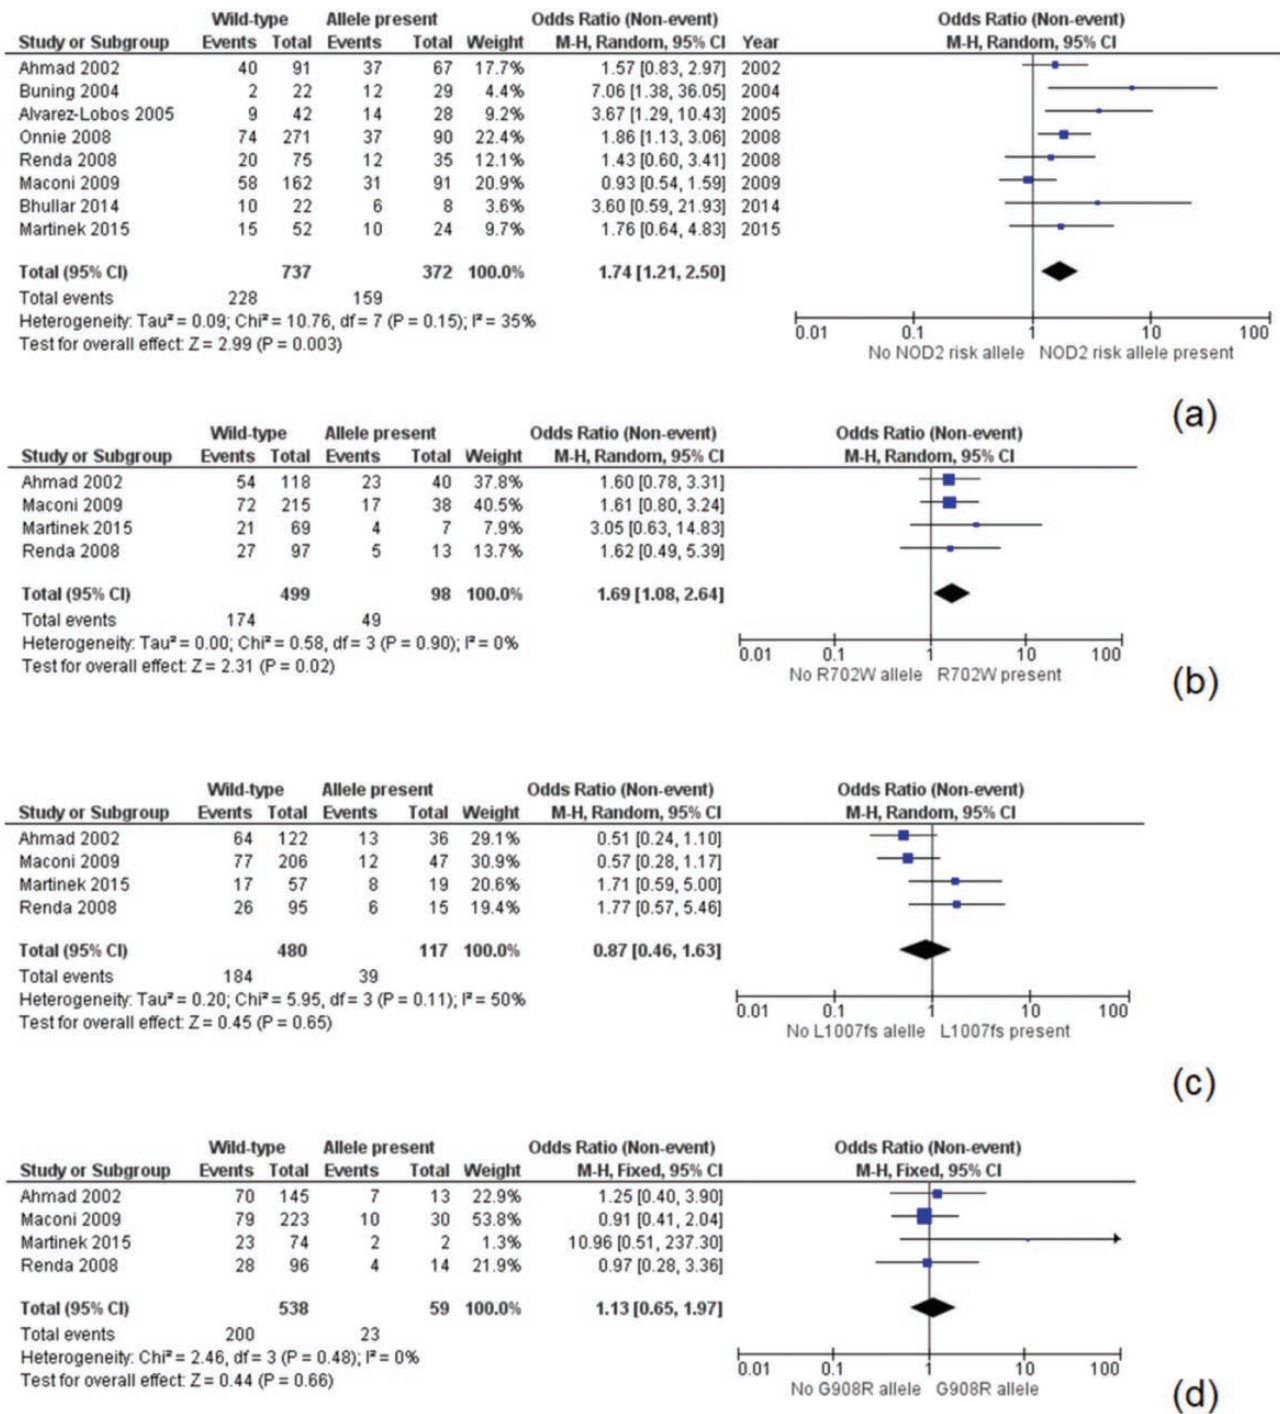 Wild-type Allele present Odds Ratio (Non-event) Odds Ratio (Non-event)
Study or Subgroup Events Total Events Total Weight M-H, Random, 95% CI Year M-H, Random, 95% CI
Ahmad 2002 40 91 37 67 17.7% 1.57 [0.83, 2.97] 2002
Buning 2004 2 22 12 29 4.4% 7.06 [1.38, 36.05] 2004
Alvarez-Lobos 2005 9 42 14 28 9.2% 3.67 [1.29, 10.43] 2005
Onnie 2008 74 271 37 90 22.4% 1.86 [1.13, 3.06] 2008
Renda 2008 20 75 12 35 12.1% 1.43 [0.60, 3.41] 2008
Maconi 2009 58 162 31 91 20.9% 0.93 [0.54, 1.59] 2009
Bhullar 2014 10 22 6 8 3.6% 3.60 [0.59, 21.93] 2014
Martinek 2015 15 52 10 24 9.7% 1.76 [0.64, 4.83] 2015
Total (95% CI) 737 372 100.0% 1.74 [1.21, 2.50]
Total events 228 159
Heterogeneity: Tau² = 0.09; Chi² = 10.76, df = 7 (P = 0.15); I² = 35%
Test for overall effect: Z = 2.99 (P = 0.003)
0.01 0.1 1 10 100
No NOD2 risk allele NOD2 risk allele present
(a)
Wild-type Allele present Odds Ratio (Non-event) Odds Ratio (Non-event)
Study or Subgroup Events Total Events Total Weight M-H, Random, 95% CI M-H, Random, 95% CI
Ahmad 2002 54 118 23 40 37.8% 1.60 [0.78, 3.31]
Maconi 2009 72 215 17 38 40.5% 1.61 [0.80, 3.24]
Martinek 2015 21 69 4 7 7.9% 3.05 [0.63, 14.83]
Renda 2008 27 97 5 13 13.7% 1.62 [0.49, 5.39]
Total (95% CI) 499 98 100.0% 1.69 [1.08, 2.64]
Total events 174 49
Heterogeneity: Tau² = 0.00; Chi² = 0.58, df = 3 (P = 0.90); I² = 0%
Test for overall effect: Z = 2.31 (P = 0.02)
0.01 0.1 1 10 100
No R702W allele R702W present
(b)
Wild-type Allele present Odds Ratio (Non-event) Odds Ratio (Non-event)
Study or Subgroup Events Total Events Total Weight M-H, Random, 95% CI M-H, Random, 95% CI
Ahmad 2002 64 122 13 36 29.1% 0.51 [0.24, 1.10]
Maconi 2009 77 206 12 47 30.9% 0.57 [0.28, 1.17]
Martinek 2015 17 57 8 19 20.6% 1.71 [0.59, 5.00]
Renda 2008 26 95 6 15 19.4% 1.77 [0.57, 5.46]
Total (95% CI) 480 117 100.0% 0.87 [0.46, 1.63]
Total events 184 39
Heterogeneity: Tau² = 0.20; Chi² = 5.95, df = 3 (P = 0.11); I² = 50%
Test for overall effect: Z = 0.45 (P = 0.65)
0.01 0.1 1 10 100
No L1007fs alelle L1007fs present
(c)
Wild-type Allele present Odds Ratio (Non-event) Odds Ratio (Non-event)
Study or Subgroup Events Total Events Total Weight M-H, Fixed, 95% CI M-H, Fixed, 95% CI
Ahmad 2002 70 145 7 13 22.9% 1.25 [0.40, 3.90]
Maconi 2009 79 223 10 30 53.8% 0.91 [0.41, 2.04]
Martinek 2015 23 74 2 2 1.3% 10.96 [0.51, 237.30]
Renda 2008 28 96 4 14 21.9% 0.97 [0.28, 3.36]
Total (95% CI) 538 59 100.0% 1.13 [0.65, 1.97]
Total events 200 23
Heterogeneity: Chi² = 2.46, df = 3 (P = 0.48); I² = 0%
Test for overall effect: Z = 0.44 (P = 0.66)
0.01 0.1 1 10 100
No G908R allele G908R allele
(d)